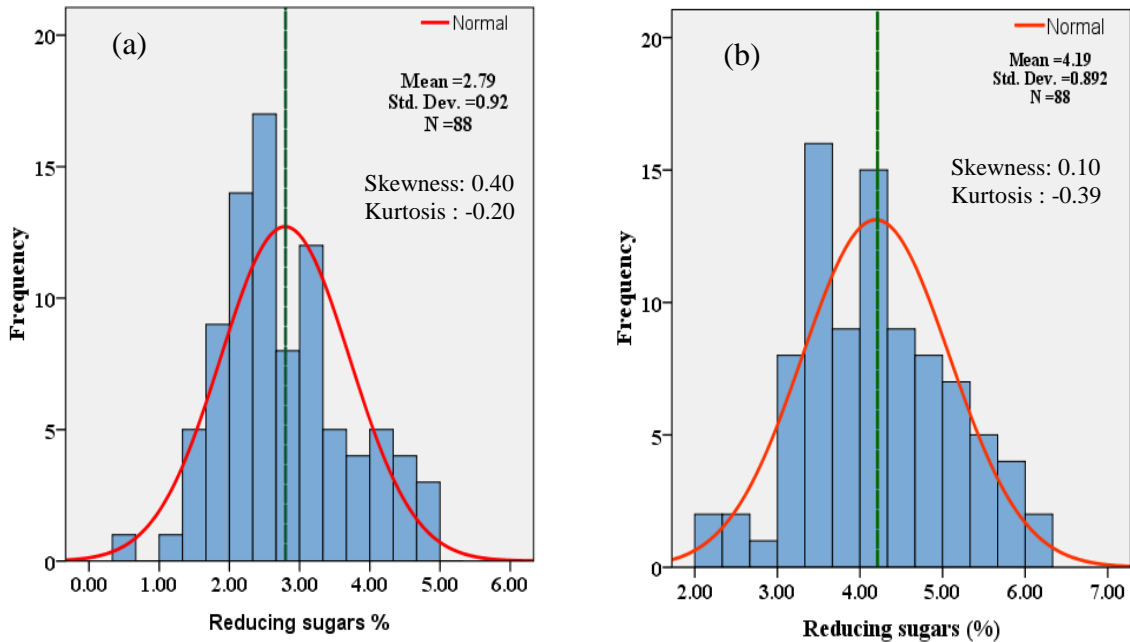 (a)
Normal
Mean =2.79
Std. Dev. =0.92
N =88
Skewness: 0.40
Kurtosis : -0.20
Frequency
20
15
10
5
0
0.00 1.00 2.00 3.00 4.00 5.00 6.00
Reducing sugars %
(b)
Normal
Mean =4.19
Std. Dev. =0.892
N =88
Skewness: 0.10
Kurtosis : -0.39
Frequency
20
15
10
5
0
2.00 3.00 4.00 5.00 6.00 7.00
Reducing sugars (%)